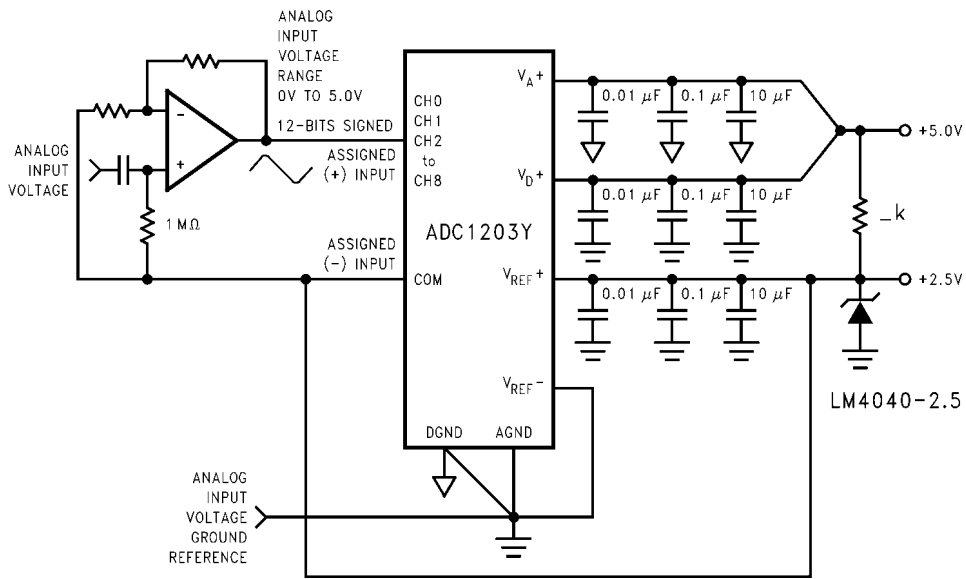 ANALOG
INPUT
VOLTAGE
RANGE
0V TO 5.0V
12-BITS SIGNED
ASSIGNED
(+) INPUT
ANALOG
INPUT
VOLTAGE
-
+
1 MΩ
ASSIGNED
(-) INPUT
CH0
CH1
CH2
to
CH8
ADC1203Y
COM
VA+
VD+
VREF+
VREF-
DGND
AGND
0.01 µF
0.1 µF
10 µF
0.01 µF
0.1 µF
10 µF
0.01 µF
0.1 µF
10 µF
+5.0V
_k
+2.5V
LM4040-2.5
ANALOG
INPUT
VOLTAGE
GROUND
REFERENCE